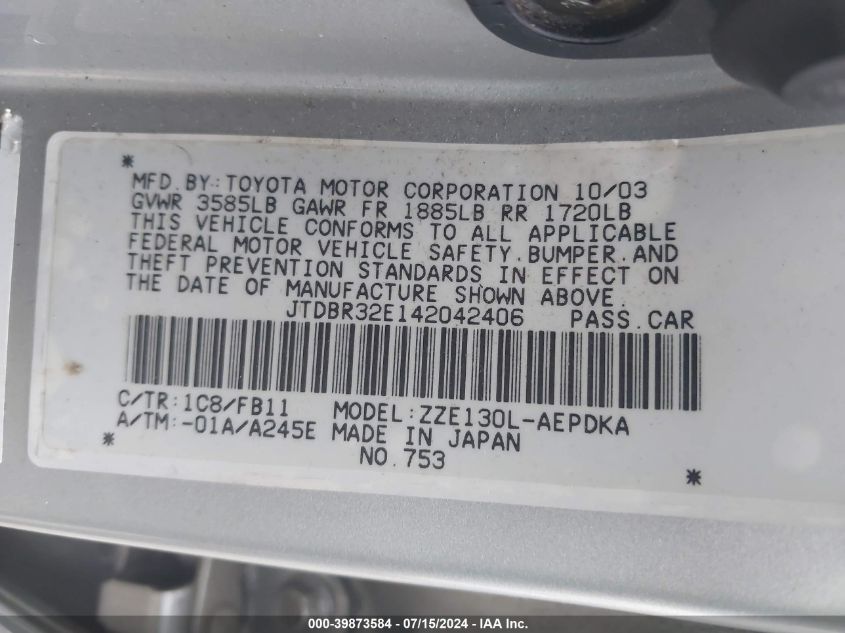 *
MFD. BY: TOYOTA MOTOR CORPORATION 10/03
GVWR 3585LB GAWR FR 1885LB RR 1720LB
THIS VEHICLE CONFORMS TO ALL APPLICABLE
FEDERAL MOTOR VEHICLE SAFETY, BUMPER, AND
THEFT PREVENTION STANDARDS IN EFFECT ON
THE DATE OF MANUFACTURE SHOWN ABOVE.
JTDBR32E142042406 PASS. CAR
C/TR: 1C8/FB11 MODEL: ZZE130L-AEPDKA
A/TM: -01A/A245E MADE IN JAPAN
* NO. 753 *
000-39873584 - 07/15/2024 - IAA Inc.